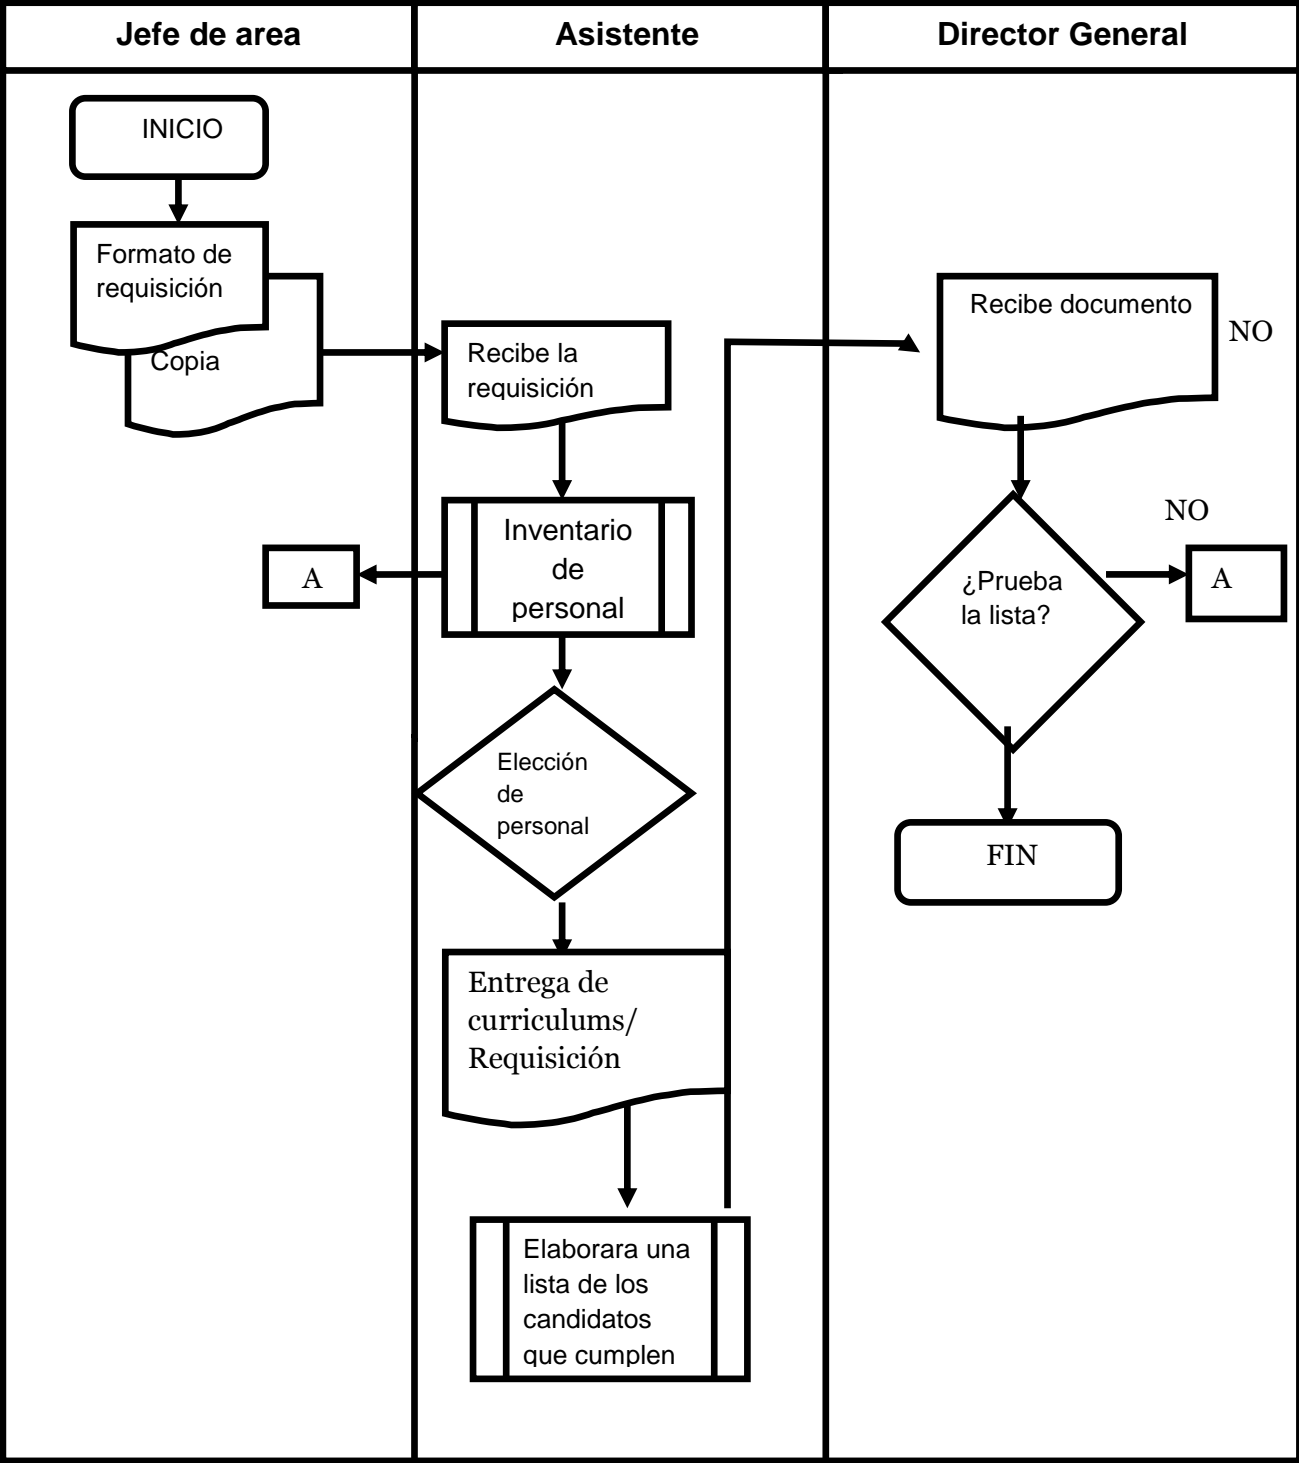 Jefe de area
Asistente
Director General
INICIO
Formato de
requisición
Copia
Recibe la
requisición
Inventario
de
personal
A
Elección
de
personal
Entrega de
curriculums/
Requisición
Elaborara una
lista de los
candidatos
que cumplen
Recibe documento
NO
¿Prueba
la lista?
NO
A
FIN